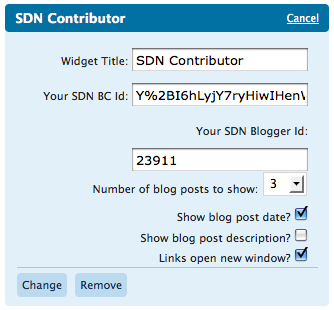 SDN Contributor Cancel
Widget Title: SDN Contributor
Your SDN BC Id: Y%2BI6hLyjY7ryHiwIHenW
Your SDN Blogger Id:
23911
Number of blog posts to show: 3
Show blog post date?
Show blog post description?
Links open new window?
Change Remove